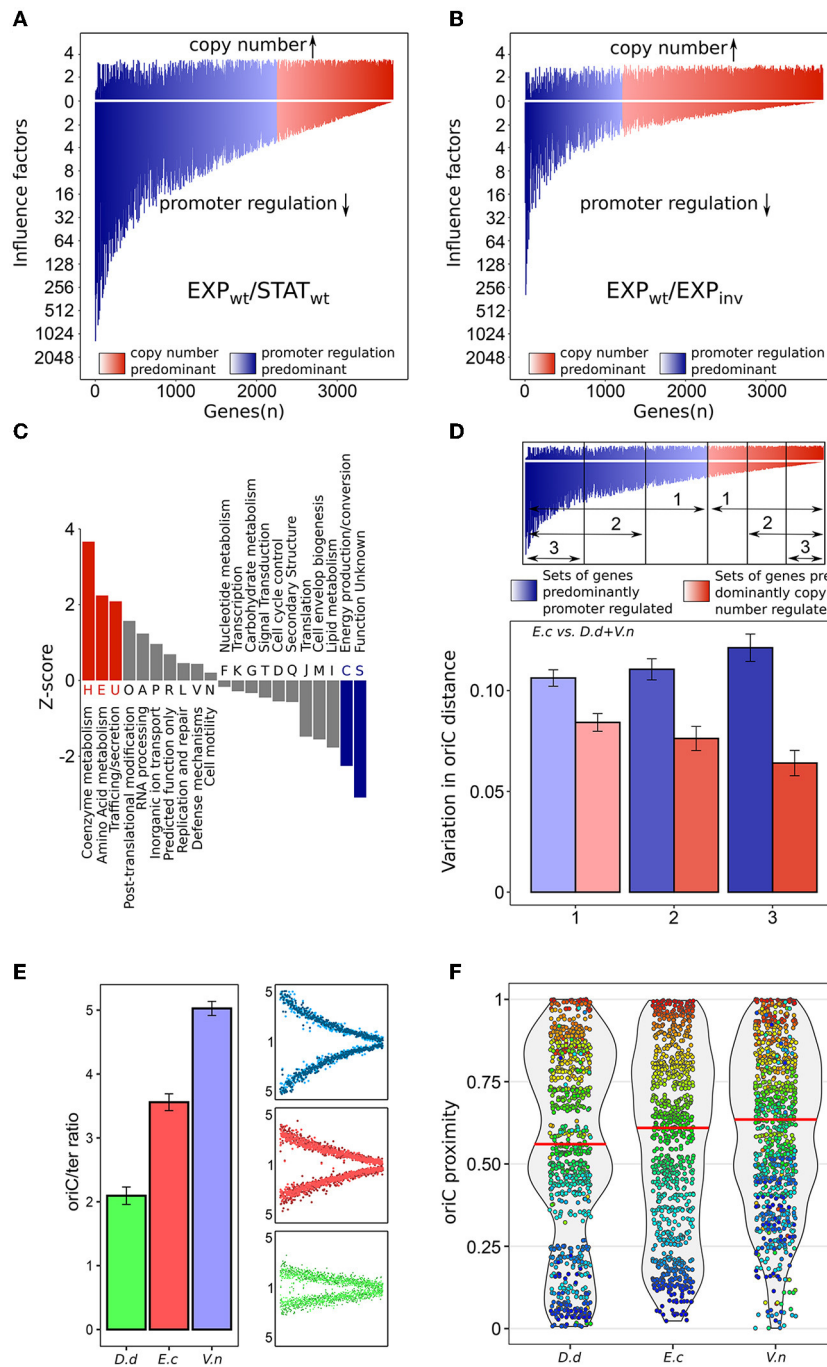 A
copy number
4
2
0
2
4
8
16
32
64
128
256
512
1024
2048
Influence factors
promoter regulation
EXPwt/STATwt
copy number predominant
promoter regulation predominant
0
1000
2000
3000
Genes(n)
B
copy number
4
2
0
2
4
8
16
32
64
128
256
512
1024
2048
Influence factors
promoter regulation
EXPwt/EXPinv
copy number predominant
promoter regulation predominant
0
1000
2000
3000
Genes(n)
C
4
2
0
-2
Z-score
Nucleotide metabolism
Transcription
Carbohydrate metabolism
Signal Transduction
Cell cycle control
Secondary Structure
Translation
Cell envelop biogenesis
Lipid metabolism
Energy production/conversion
Function Unknown
F K G T D Q J M I C S
H E U O A P R L V N
Coenzyme metabolism
Amino Acid metabolism
Trafficing/secretion
Post-translational modification
RNA processing
Inorganic ion transport
Predicted function only
Replication and repair
Defense mechanisms
Cell motility
D
1
1
2
2
3
3
Sets of genes predominantly promoter regulated
Sets of genes pre
dominantly copy
number regulate
E.c vs. D.d+V.n
0.10
0.05
0
Variation in oriC distance
1
2
3
E
5
4
3
2
1
0
oriC/ter ratio
D.d
E.c
V.n
5
1
5
5
1
5
5
1
5
F
1
0.75
0.50
0.25
0
oriC proximity
D.d
E.c
V.n